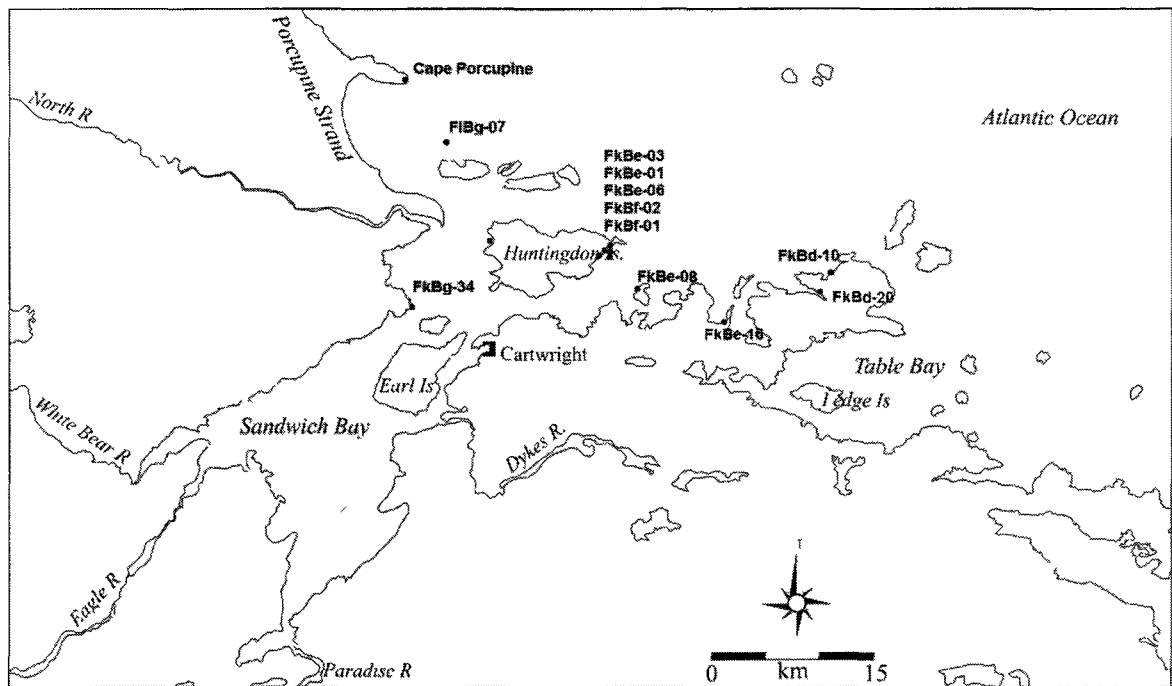 Porcupine Strand
Cape Porcupine
North R
Atlantic Ocean
FlBg-07
FkBe-03
FkBe-01
FkBe-06
FkBf-02
FkBf-01
Huntingdon Is.
FkBd-10
FkBe-08
FkBd-20
FkBg-34
FkBe-16
Cartwright
Table Bay
Earl Is
Ledge Is
White Bear R
Sandwich Bay
Dykes R.
Eagle R
Paradise R
0 km 15